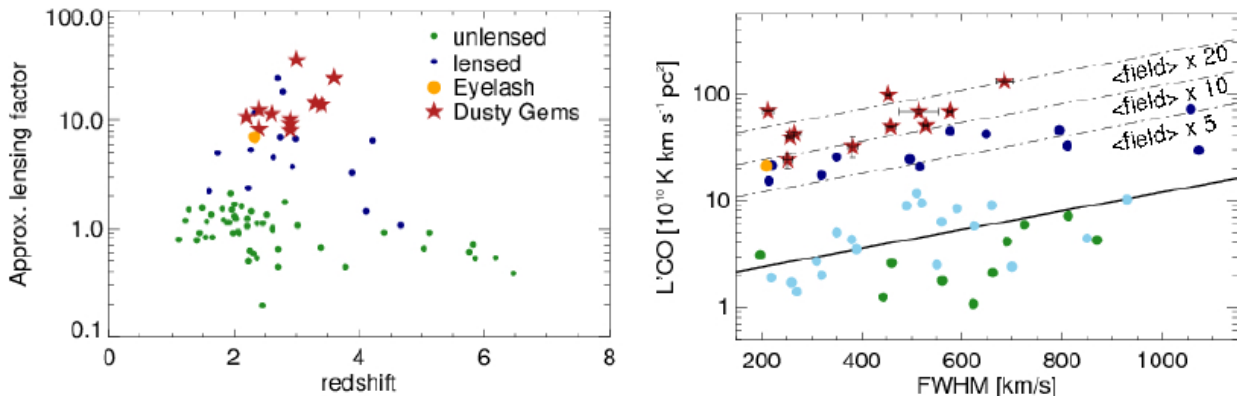 100.0
10.0
1.0
0.1
Approx. lensing factor
unlensed
lensed
Eyelash
Dusty Gems
0 2 4 6 8
redshift
100
10
1
L'CO [10¹⁰ K km s⁻¹ pc²]
<field> x 20
<field> x 10
<field> x 5
200 400 600 800 1000
FWHM [km/s]